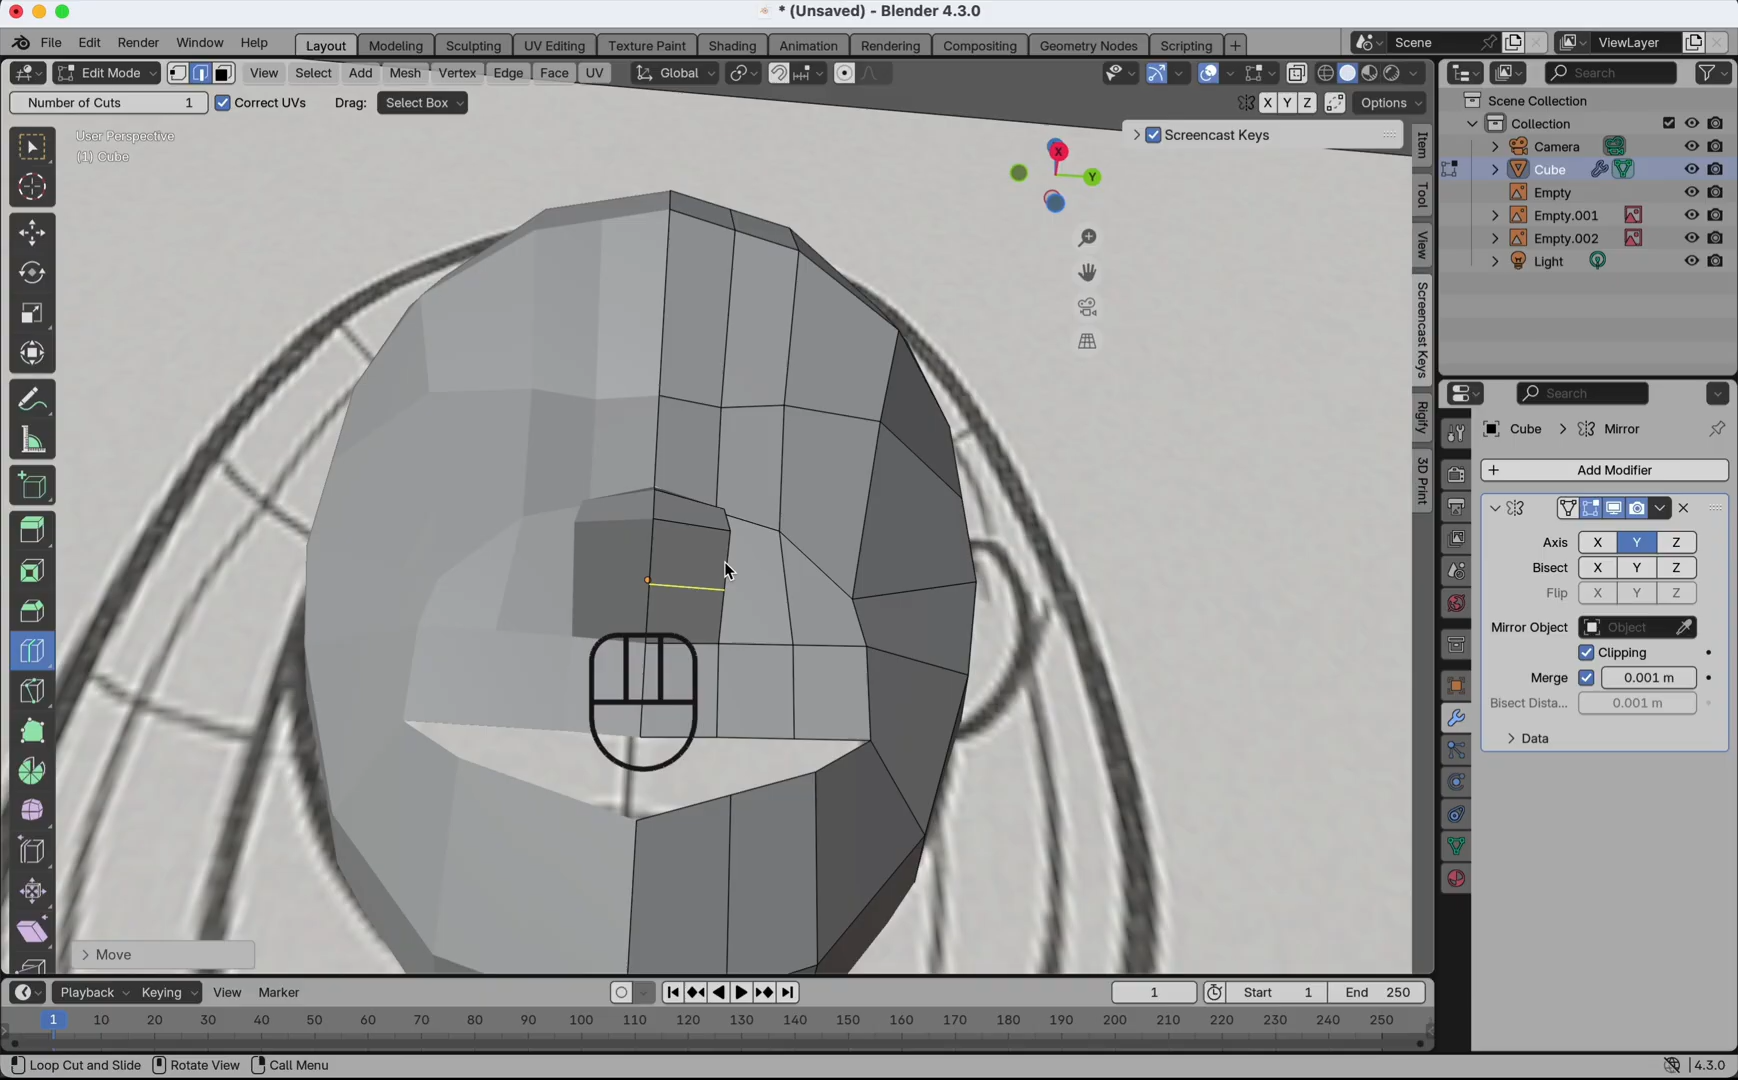 * (Unsaved) - Blender 4.3.0
File Edit Render Window Help
Layout Modeling Sculpting UV Editing Texture Paint Shading Animation Rendering Compositing Geometry Nodes Scripting +
Scene
ViewLayer
Edit Mode
View Select Add Mesh Vertex Edge Face UV
Global
Number of Cuts 1
Correct UVs
Drag: Select Box
X Y Z
Options
User Perspective
(1) Cube
Screencast Keys
X
Y
Item
Tool
View
Screencast Keys
Rigify
3D Print
Move
Search
Scene Collection
Collection
Camera
Cube
Empty
Empty.001
Empty.002
Light
Search
Cube > Mirror
+ Add Modifier
Axis X Y Z
Bisect X Y Z
Flip X Y Z
Mirror Object Object
Clipping
Merge 0.001 m
Bisect Dista... 0.001 m
Data
Playback Keying View Marker
1
Start 1
End 250
1 10 20 30 40 50 60 70 80 90 100 110 120 130 140 150 160 170 180 190 200 210 220 230 240 250
Loop Cut and Slide Rotate View Call Menu
4.3.0